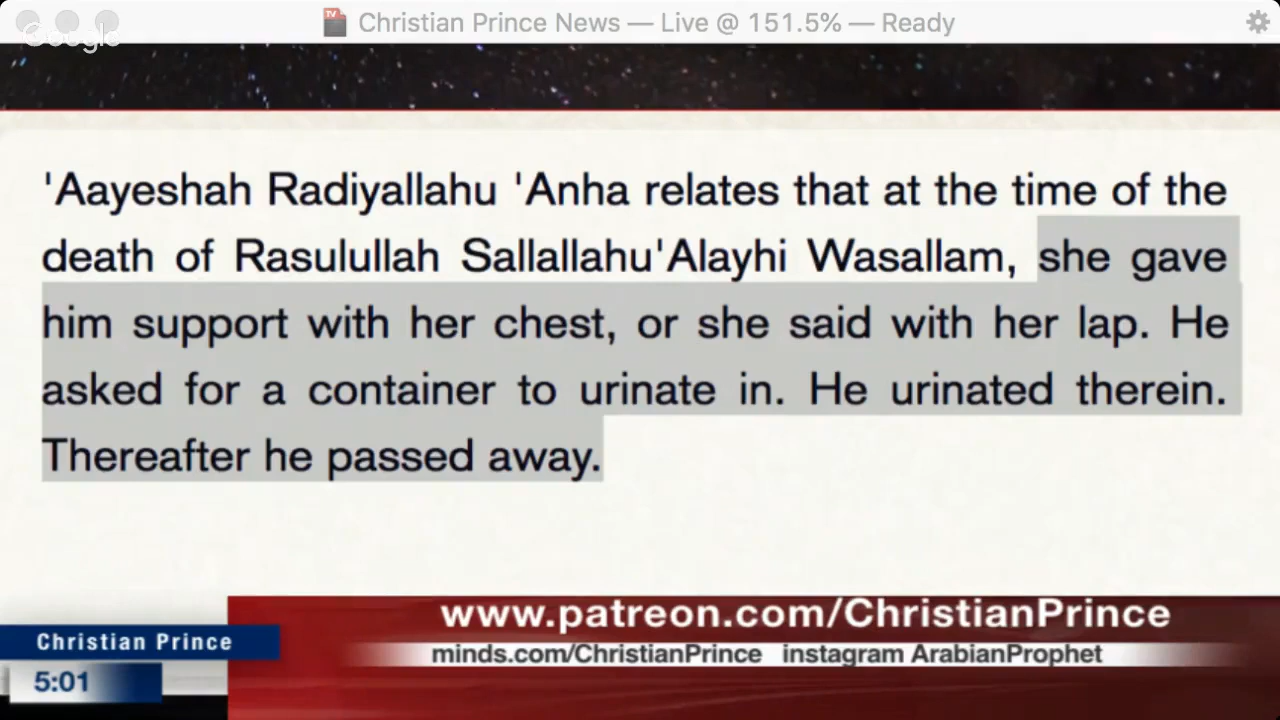 Christian Prince News — Live @ 151.5% — Ready
TV
Google
'Aayeshah Radiyallahu 'Anha relates that at the time of the
death of Rasulullah Sallallahu'Alayhi Wasallam, she gave
him support with her chest, or she said with her lap. He
asked for a container to urinate in. He urinated therein.
Thereafter he passed away.
www.patreon.com/ChristianPrince
Christian Prince
minds.com/ChristianPrince instagram ArabianProphet
5:01